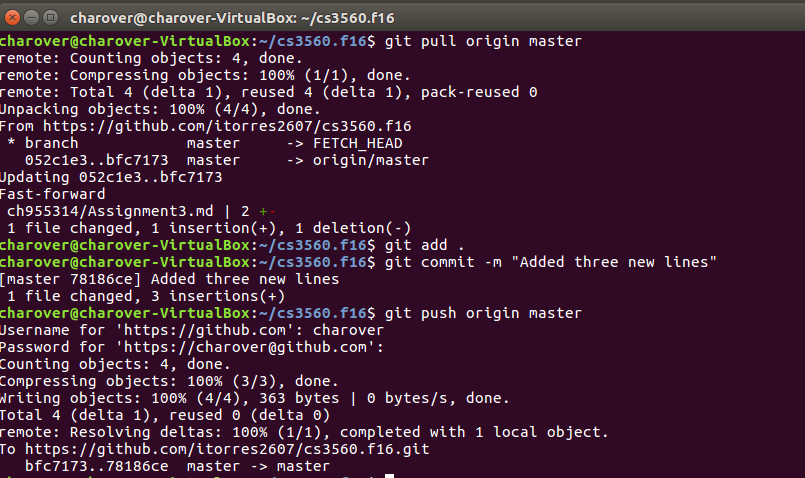 charover@charover-VirtualBox: ~/cs3560.f16
charover@charover-VirtualBox:~/cs3560.f16$ git pull origin master
remote: Counting objects: 4, done.
remote: Compressing objects: 100% (1/1), done.
remote: Total 4 (delta 1), reused 4 (delta 1), pack-reused 0
Unpacking objects: 100% (4/4), done.
From https://github.com/itorres2607/cs3560.f16
 * branch            master     -> FETCH_HEAD
   052c1e3..bfc7173  master     -> origin/master
Updating 052c1e3..bfc7173
Fast-forward
 ch955314/Assignment3.md | 2 +-
 1 file changed, 1 insertion(+), 1 deletion(-)
charover@charover-VirtualBox:~/cs3560.f16$ git add .
charover@charover-VirtualBox:~/cs3560.f16$ git commit -m "Added three new lines"
[master 78186ce] Added three new lines
 1 file changed, 3 insertions(+)
charover@charover-VirtualBox:~/cs3560.f16$ git push origin master
Username for 'https://github.com': charover
Password for 'https://charover@github.com':
Counting objects: 4, done.
Compressing objects: 100% (3/3), done.
Writing objects: 100% (4/4), 363 bytes | 0 bytes/s, done.
Total 4 (delta 1), reused 0 (delta 0)
remote: Resolving deltas: 100% (1/1), completed with 1 local object.
To https://github.com/itorres2607/cs3560.f16.git
   bfc7173..78186ce  master -> master